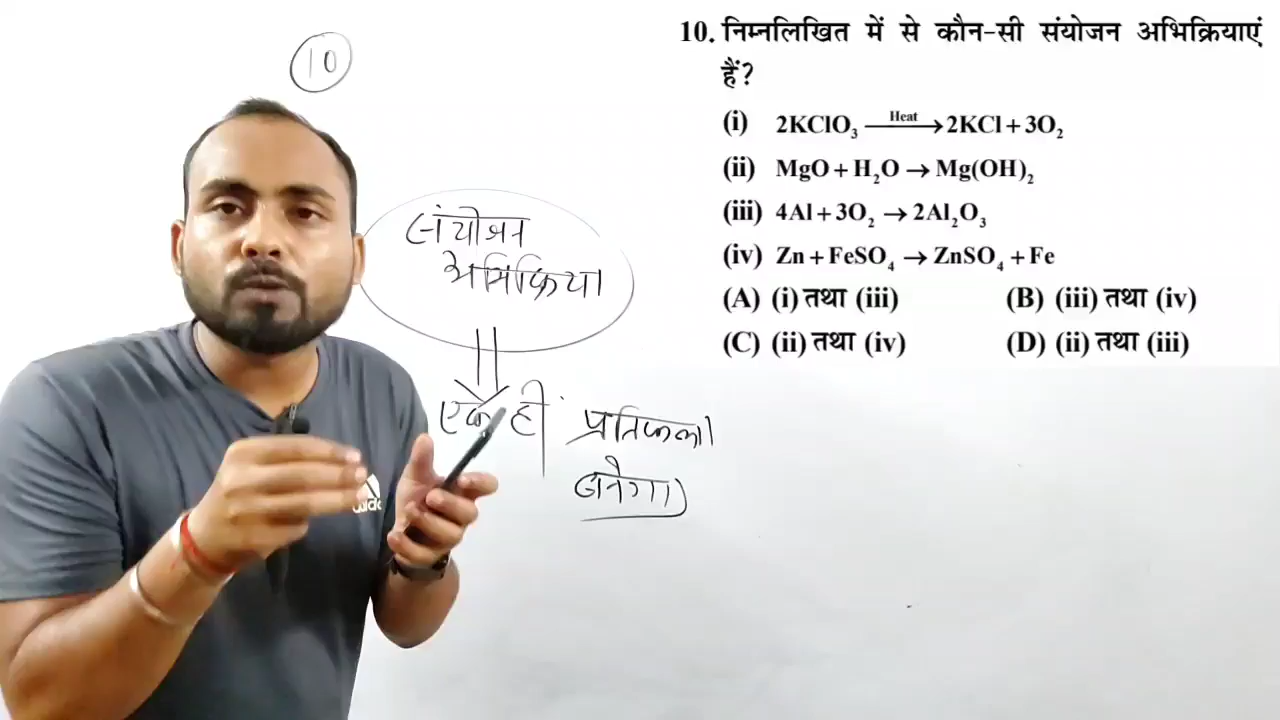 10
10. निम्नलिखित में से कौन-सी संयोजन अभिक्रियाएं
हैं?
(i) 2KClO₃ —Heat→ 2KCl + 3O₂
(ii) MgO + H₂O → Mg(OH)₂
(iii) 4Al + 3O₂ → 2Al₂O₃
(iv) Zn + FeSO₄ → ZnSO₄ + Fe
(A) (i) तथा (iii) (B) (iii) तथा (iv)
(C) (ii) तथा (iv) (D) (ii) तथा (iii)
संयोजन
अभिक्रिया
एक ही प्रतिफल
बनेगा